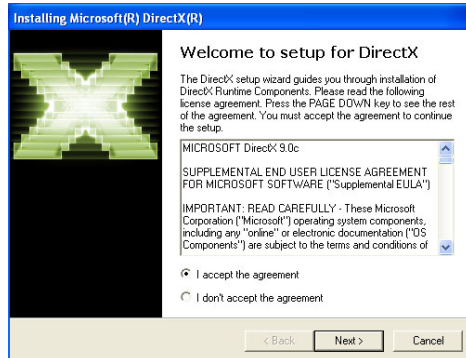 Installing Microsoft(R) DirectX(R)
Welcome to setup for DirectX
The DirectX setup wizard guides you through installation of
DirectX Runtime Components. Please read the following
license agreement. Press the PAGE DOWN key to see the rest
of the agreement. You must accept the agreement to continue
the setup.
MICROSOFT DirectX 9.0c
SUPPLEMENTAL END USER LICENSE AGREEMENT
FOR MICROSOFT SOFTWARE ("Supplemental EULA")
IMPORTANT: READ CAREFULLY - These Microsoft
Corporation ("Microsoft") operating system components,
including any "online" or electronic documentation ("OS
Components") are subject to the terms and conditions of
I accept the agreement
I don't accept the agreement
< Back Next > Cancel